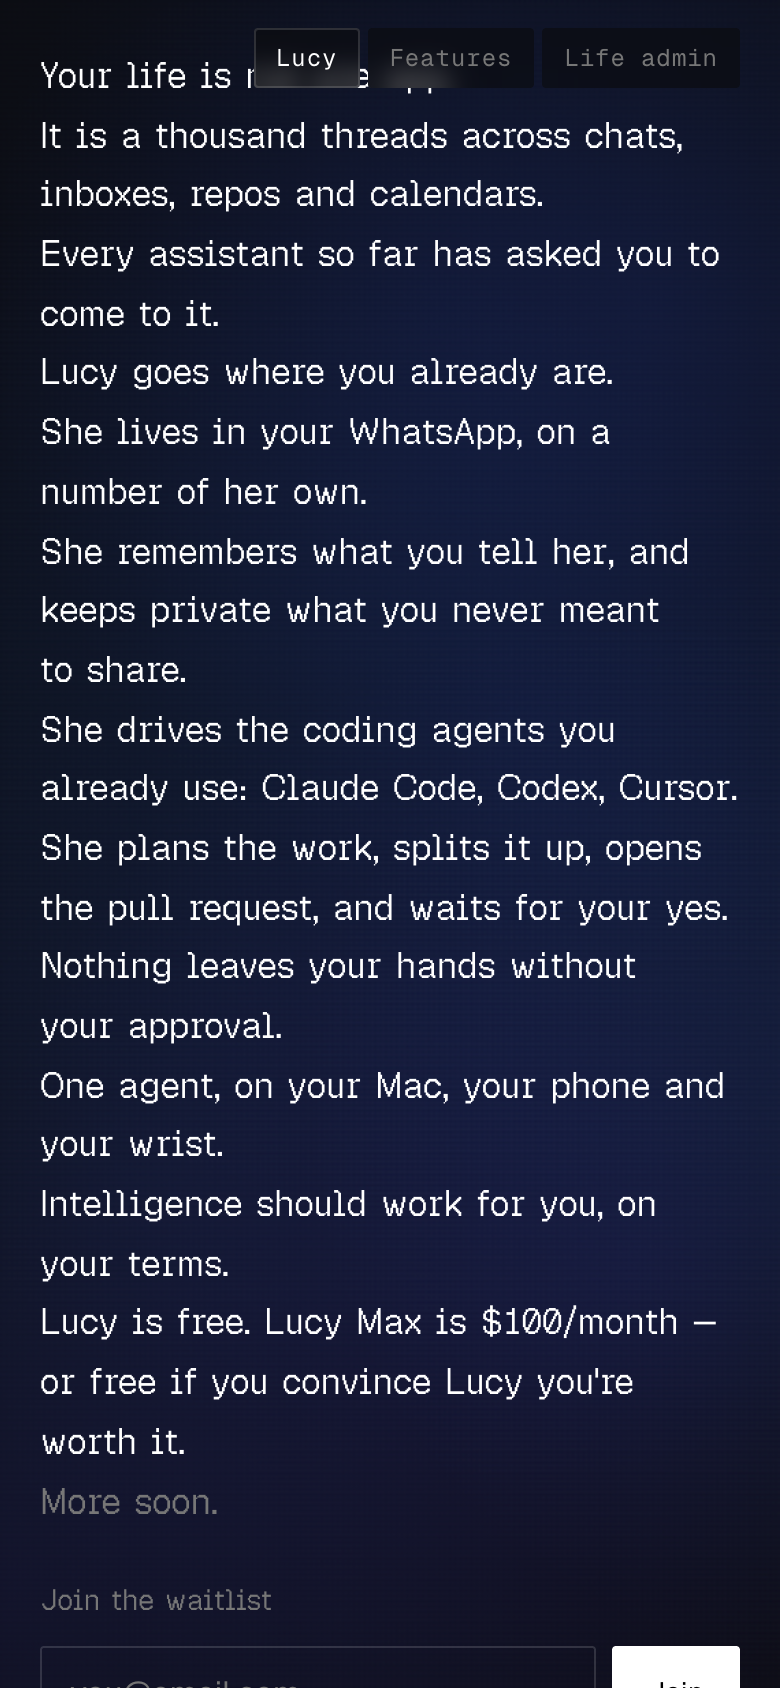 Lucy Features Life admin
Your life is
It is a thousand threads across chats,
inboxes, repos and calendars.
Every assistant so far has asked you to
come to it.
Lucy goes where you already are.
She lives in your WhatsApp, on a
number of her own.
She remembers what you tell her, and
keeps private what you never meant
to share.
She drives the coding agents you
already use: Claude Code, Codex, Cursor.
She plans the work, splits it up, opens
the pull request, and waits for your yes.
Nothing leaves your hands without
your approval.
One agent, on your Mac, your phone and
your wrist.
Intelligence should work for you, on
your terms.
Lucy is free. Lucy Max is $100/month —
or free if you convince Lucy you're
worth it.
More soon.
Join the waitlist
Join